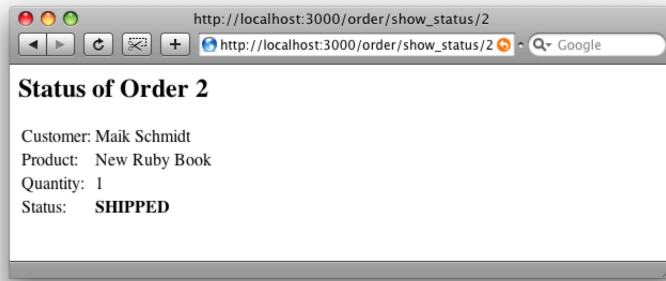 http://localhost:3000/order/show_status/2
http://localhost:3000/order/show_status/2 Google
Status of Order 2
Customer: Maik Schmidt
Product: New Ruby Book
Quantity: 1
Status: SHIPPED